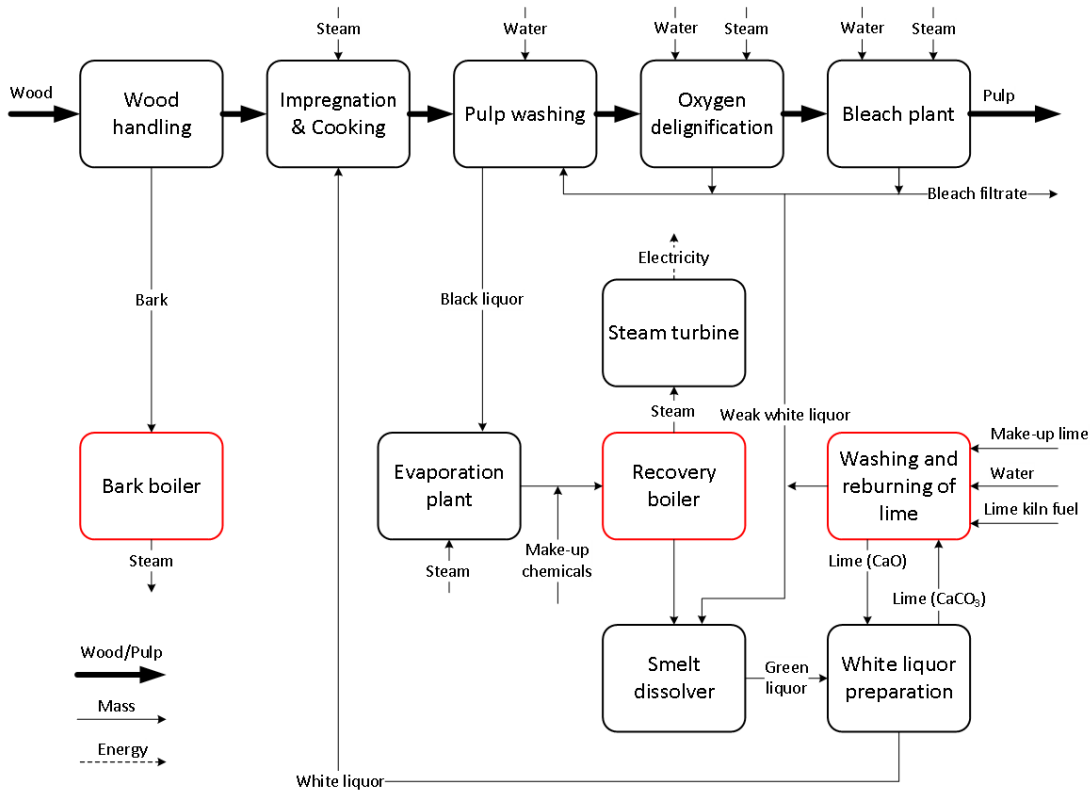 Steam
Water
Water
Steam
Water
Steam
Wood
Wood
handling
Impregnation
& Cooking
Pulp washing
Oxygen
delignification
Bleach plant
Pulp
Bleach filtrate
Electricity
Bark
Black liquor
Steam turbine
Steam
Weak white liquor
Bark boiler
Evaporation
plant
Recovery
boiler
Washing and
reburning of
lime
Make-up lime
Water
Lime kiln fuel
Steam
Steam
Make-up
chemicals
Lime (CaO)
Lime (CaCO₃)
Smelt
dissolver
Green
liquor
White liquor
preparation
Wood/Pulp
Mass
Energy
White liquor